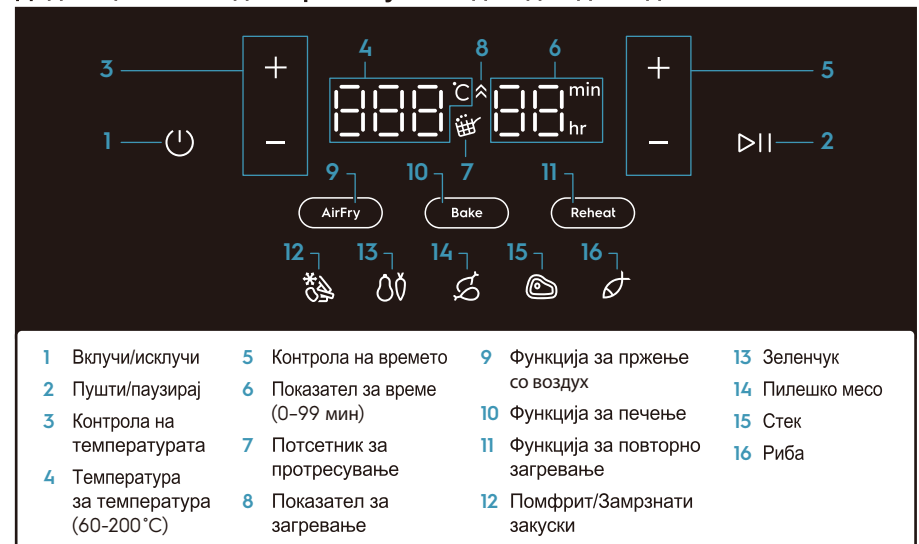 4
8
6
3
+
+
5
888
°C
88
min
hr
1
−
−
2
9
10
7
11
AirFry
Bake
Reheat
12
13
14
15
16
1 Вклучи/исклучи
2 Пушти/паузирај
3 Контрола на
температурата
4 Температура
за температура
(60-200°C)
5 Контрола на времето
6 Показател за време
(0–99 мин)
7 Потсетник за
протресување
8 Показател за
загревање
9 Функција за пржење
со воздух
10 Функција за печење
11 Функција за повторно
загревање
12 Помфрит/Замрзнати
закуски
13 Зеленчук
14 Пилешко месо
15 Стек
16 Риба